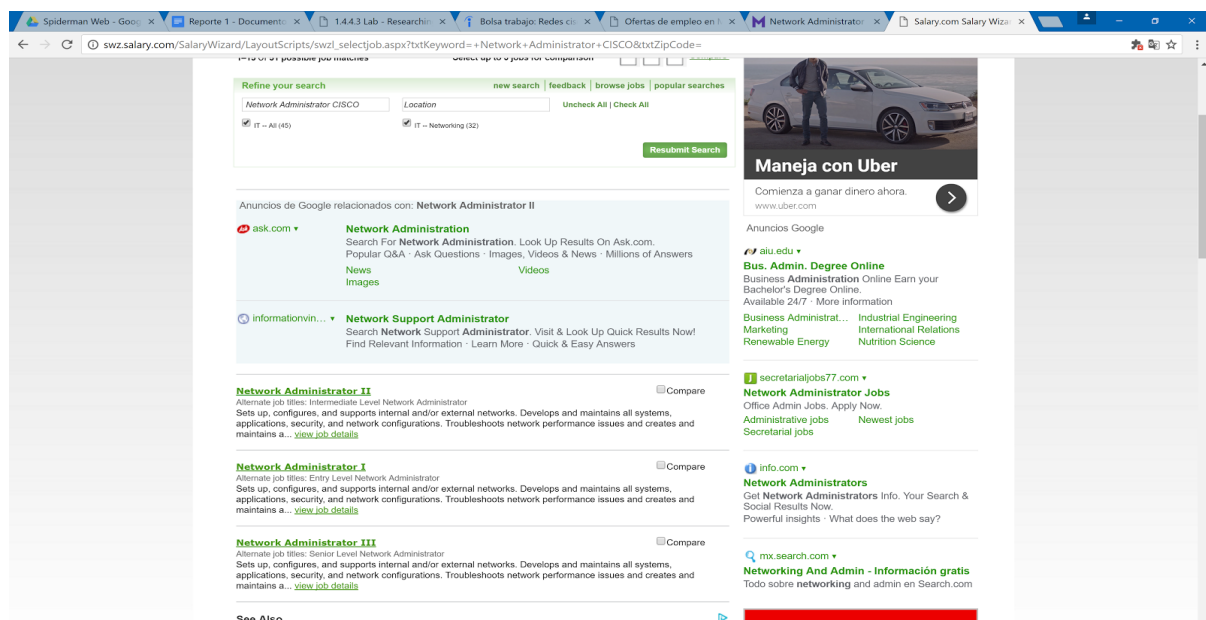 Spiderman Web - Goog
Reporte 1 - Documento
1.4.4.3 Lab - Researchin
Bolsa trabajo: Redes cis
Ofertas de empleo en
Network Administrator
Salary.com Salary Wiza
swz.salary.com/SalaryWizard/LayoutScripts/swzl_selectjob.aspx?txtKeyword=+Network+Administrator+CISCO&txtZipCode=
possible job matches
Select up to 3 jobs for comparison
Refine your search
new search | feedback | browse jobs | popular searches
Network Administrator CISCO
Location
Uncheck All | Check All
IT -- All (45)
IT -- Networking (32)
Resubmit Search
Anuncios de Google relacionados con: Network Administrator II
ask.com
Network Administration
Search For Network Administration. Look Up Results On Ask.com.
Popular Q&A · Ask Questions · Images, Videos & News · Millions of Answers
News
Videos
Images
informationvin...
Network Support Administrator
Search Network Support Administrator. Visit & Look Up Quick Results Now!
Find Relevant Information · Learn More · Quick & Easy Answers
Network Administrator II
Compare
Alternate job titles: Intermediate Level Network Administrator
Sets up, configures, and supports internal and/or external networks. Develops and maintains all systems,
applications, security, and network configurations. Troubleshoots network performance issues and creates and
maintains a... view job details
Network Administrator I
Compare
Alternate job titles: Entry Level Network Administrator
Sets up, configures, and supports internal and/or external networks. Develops and maintains all systems,
applications, security, and network configurations. Troubleshoots network performance issues and creates and
maintains a... view job details
Network Administrator III
Compare
Alternate job titles: Senior Level Network Administrator
Sets up, configures, and supports internal and/or external networks. Develops and maintains all systems,
applications, security, and network configurations. Troubleshoots network performance issues and creates and
maintains a... view job details
See Also
Maneja con Uber
Comienza a ganar dinero ahora.
www.uber.com
Anuncios Google
aiu.edu
Bus. Admin. Degree Online
Business Administration Online Earn your
Bachelor's Degree Online.
Available 24/7 · More information
Business Administrat...
Industrial Engineering
Marketing
International Relations
Renewable Energy
Nutrition Science
secretarialjobs77.com
Network Administrator Jobs
Office Admin Jobs. Apply Now.
Administrative jobs
Newest jobs
Secretarial jobs
info.com
Network Administrators
Get Network Administrators Info. Your Search &
Social Results Now.
Powerful insights · What does the web say?
mx.search.com
Networking And Admin - Información gratis
Todo sobre networking and admin en Search.com